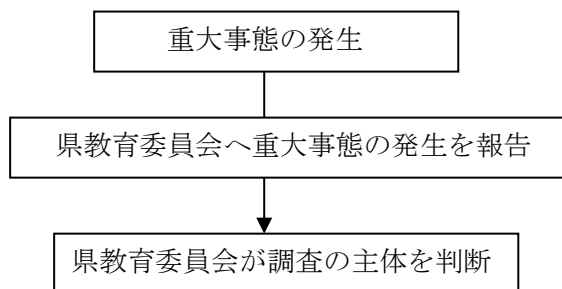 重大事態の発生
県教育委員会へ重大事態の発生を報告
県教育委員会が調査の主体を判断